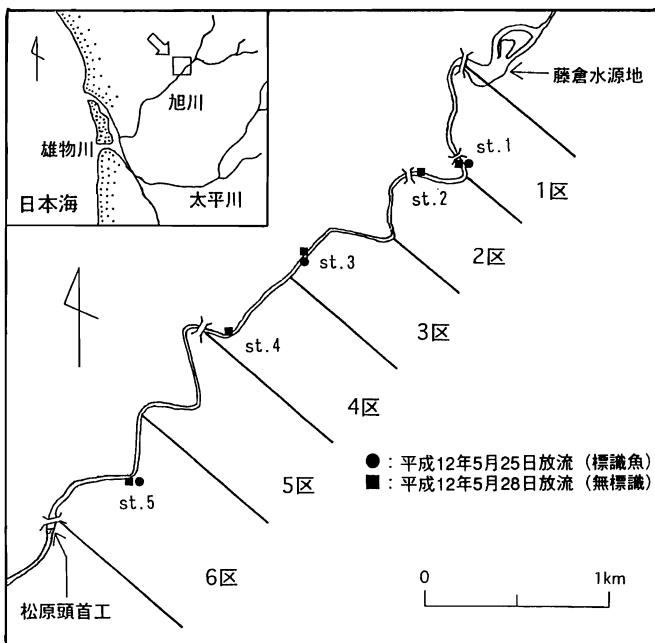 旭川
雄物川
日本海
太平川
藤倉水源地
st.1
1区
st.2
2区
st.3
3区
st.4
4区
●：平成12年5月25日放流（標識魚）
■：平成12年5月28日放流（無標識）
5区
st.5
6区
松原頭首工
0 1km